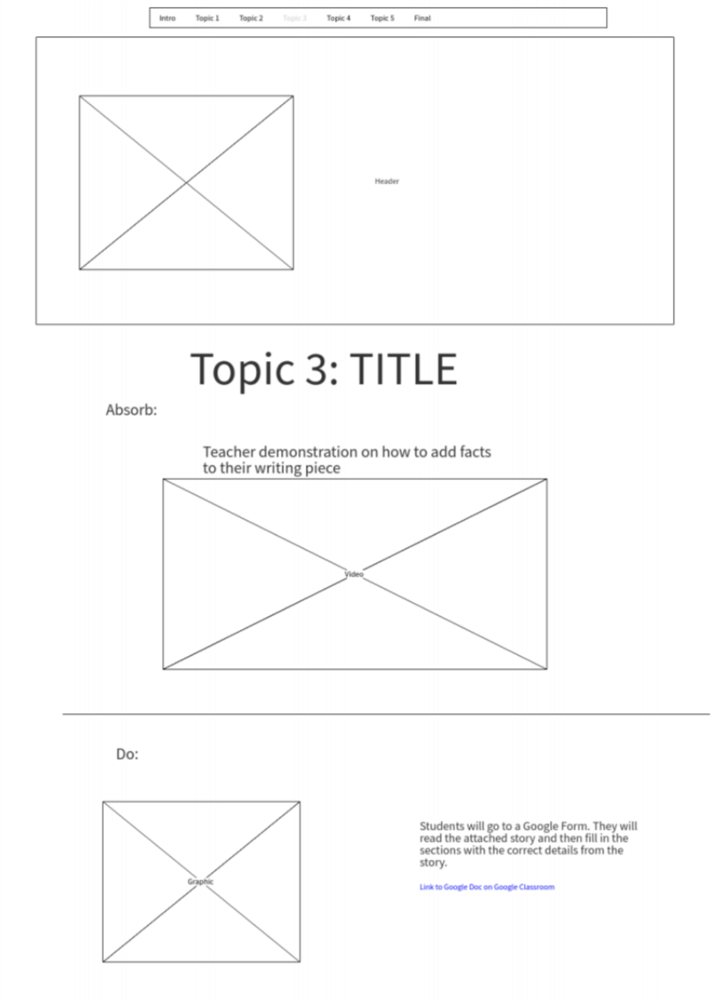 Intro Topic 1 Topic 2 Topic 3 Topic 4 Topic 5 Final
Header
Topic 3: TITLE
Absorb:
Teacher demonstration on how to add facts
to their writing piece
Video
Do:
Graphic
Students will go to a Google Form. They will
read the attached story and then fill in the
sections with the correct details from the
story.
Link to Google Doc on Google Classroom